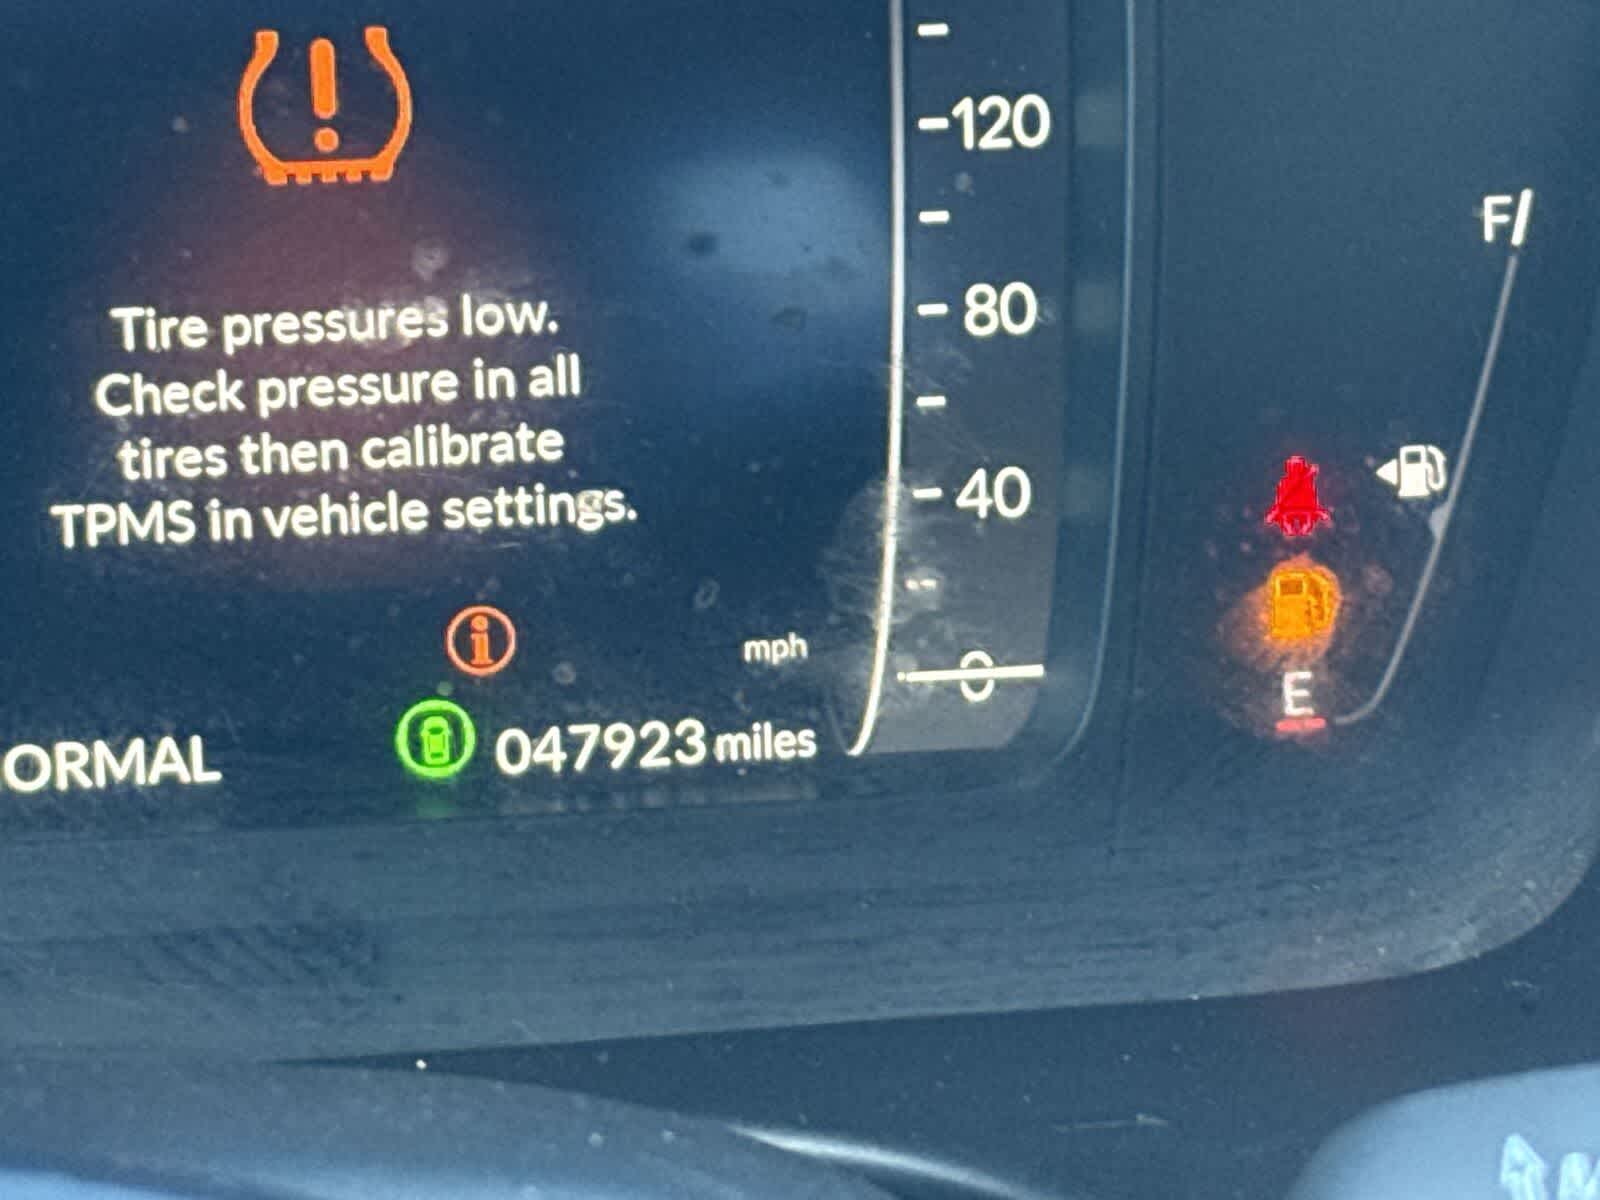 120
F
80
Tire pressures low.
Check pressure in all
tires then calibrate
TPMS in vehicle settings.
40
mph
0
E
ORMAL
047923 miles